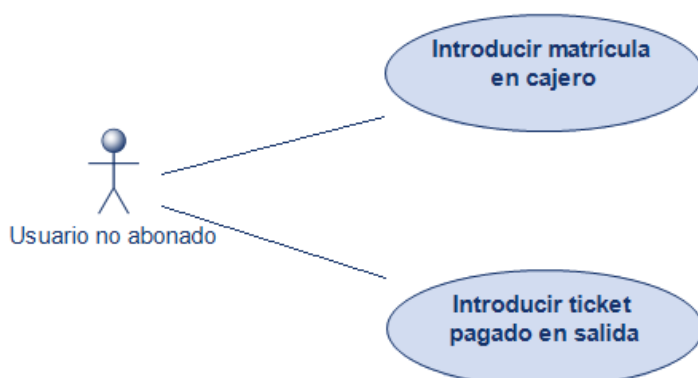 Introducir matrícula
en cajero
Usuario no abonado
Introducir ticket
pagado en salida